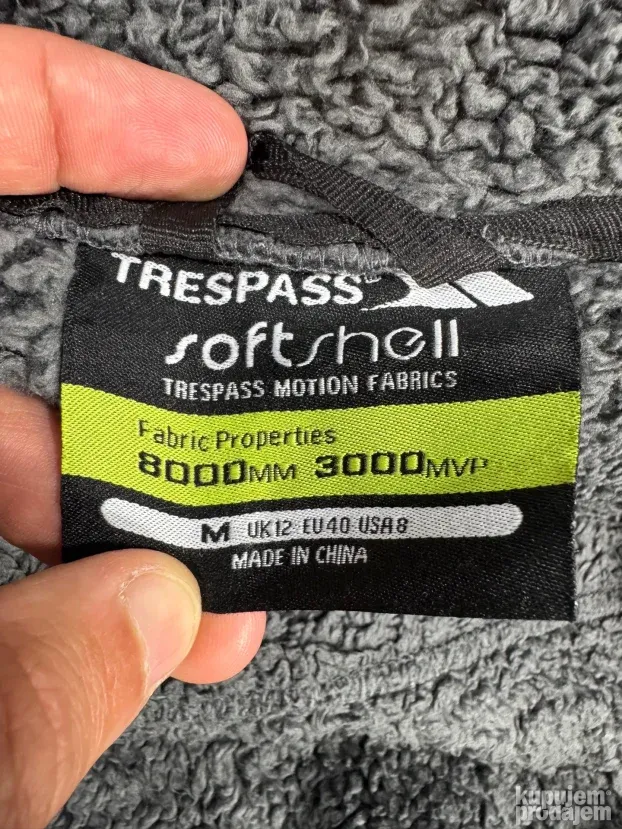 TRESPASS
softshell
TRESPASS MOTION FABRICS
Fabric Properties
8000MM 3000MVP
M UK12 EU40 USA8
MADE IN CHINA
kupujem
prodajem